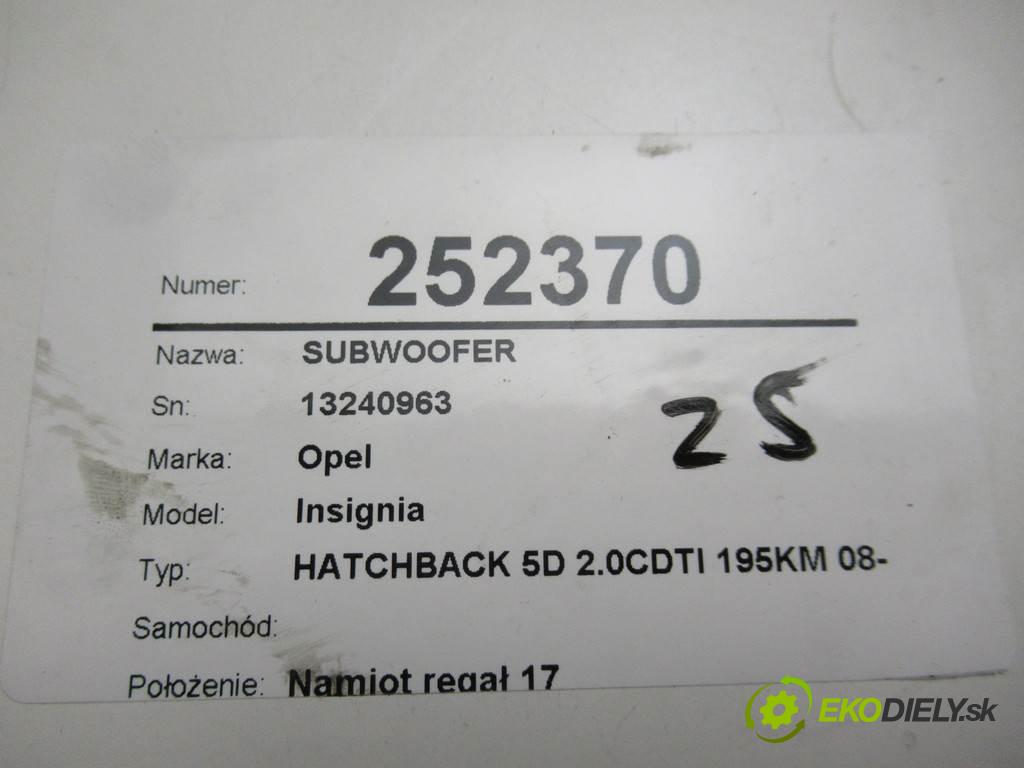 Numer: 252370
Nazwa: SUBWOOFER
Sn: 13240963
25
Marka: Opel
Model: Insignia
Typ: HATCHBACK 5D 2.0CDTI 195KM 08-
Samochód:
Położenie: Namiot regał 17
EKODIELY.sk